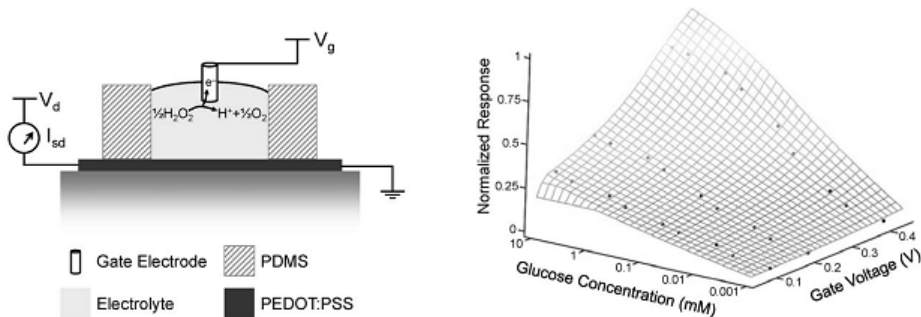 V_g
V_d
I_sd
e⁻
½H₂O₂
H⁺+½O₂
Gate Electrode
PDMS
Electrolyte
PEDOT:PSS
Normalized Response
1
0.75
0.5
0.25
0
10
1
0.1
0.01
0.001
Glucose Concentration (mM)
0.1
0.2
0.3
0.4
Gate Voltage (V)